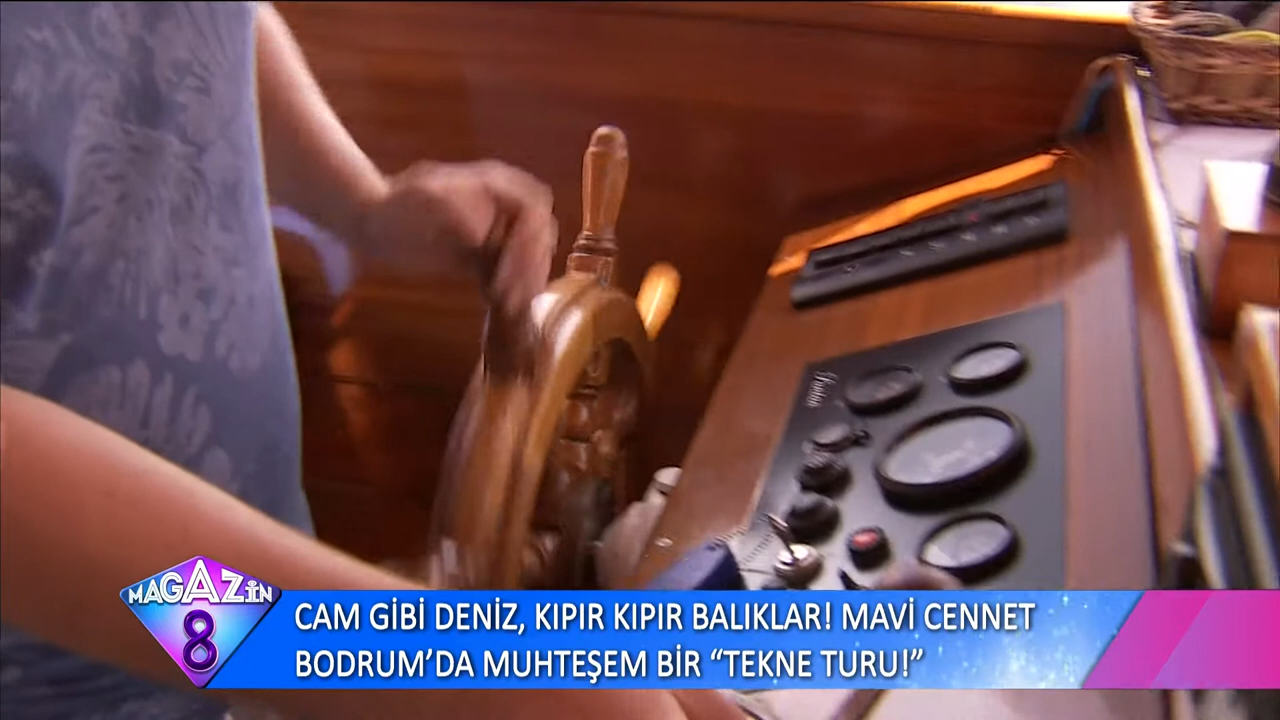 MAGAZİN
8
CAM GİBİ DENİZ, KIPIR KIPIR BALIKLAR! MAVİ CENNET
BODRUM’DA MUHTEŞEM BİR “TEKNE TURU!”